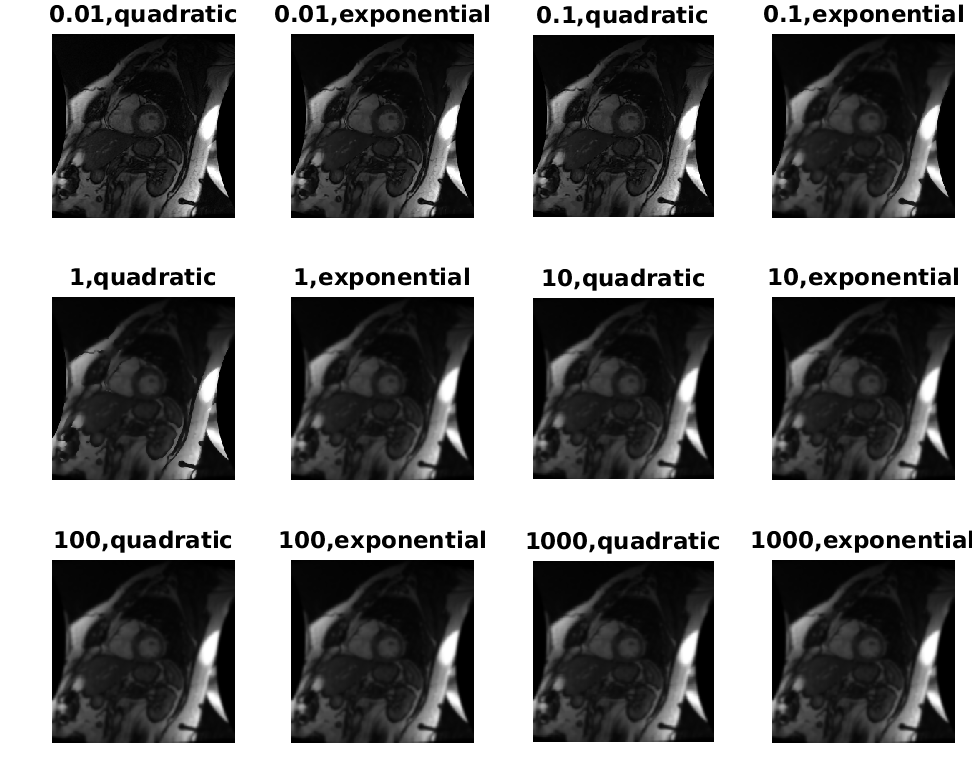 0.01,quadratic
0.01,exponential
0.1,quadratic
0.1,exponential
1,quadratic
1,exponential
10,quadratic
10,exponential
100,quadratic
100,exponential
1000,quadratic
1000,exponential